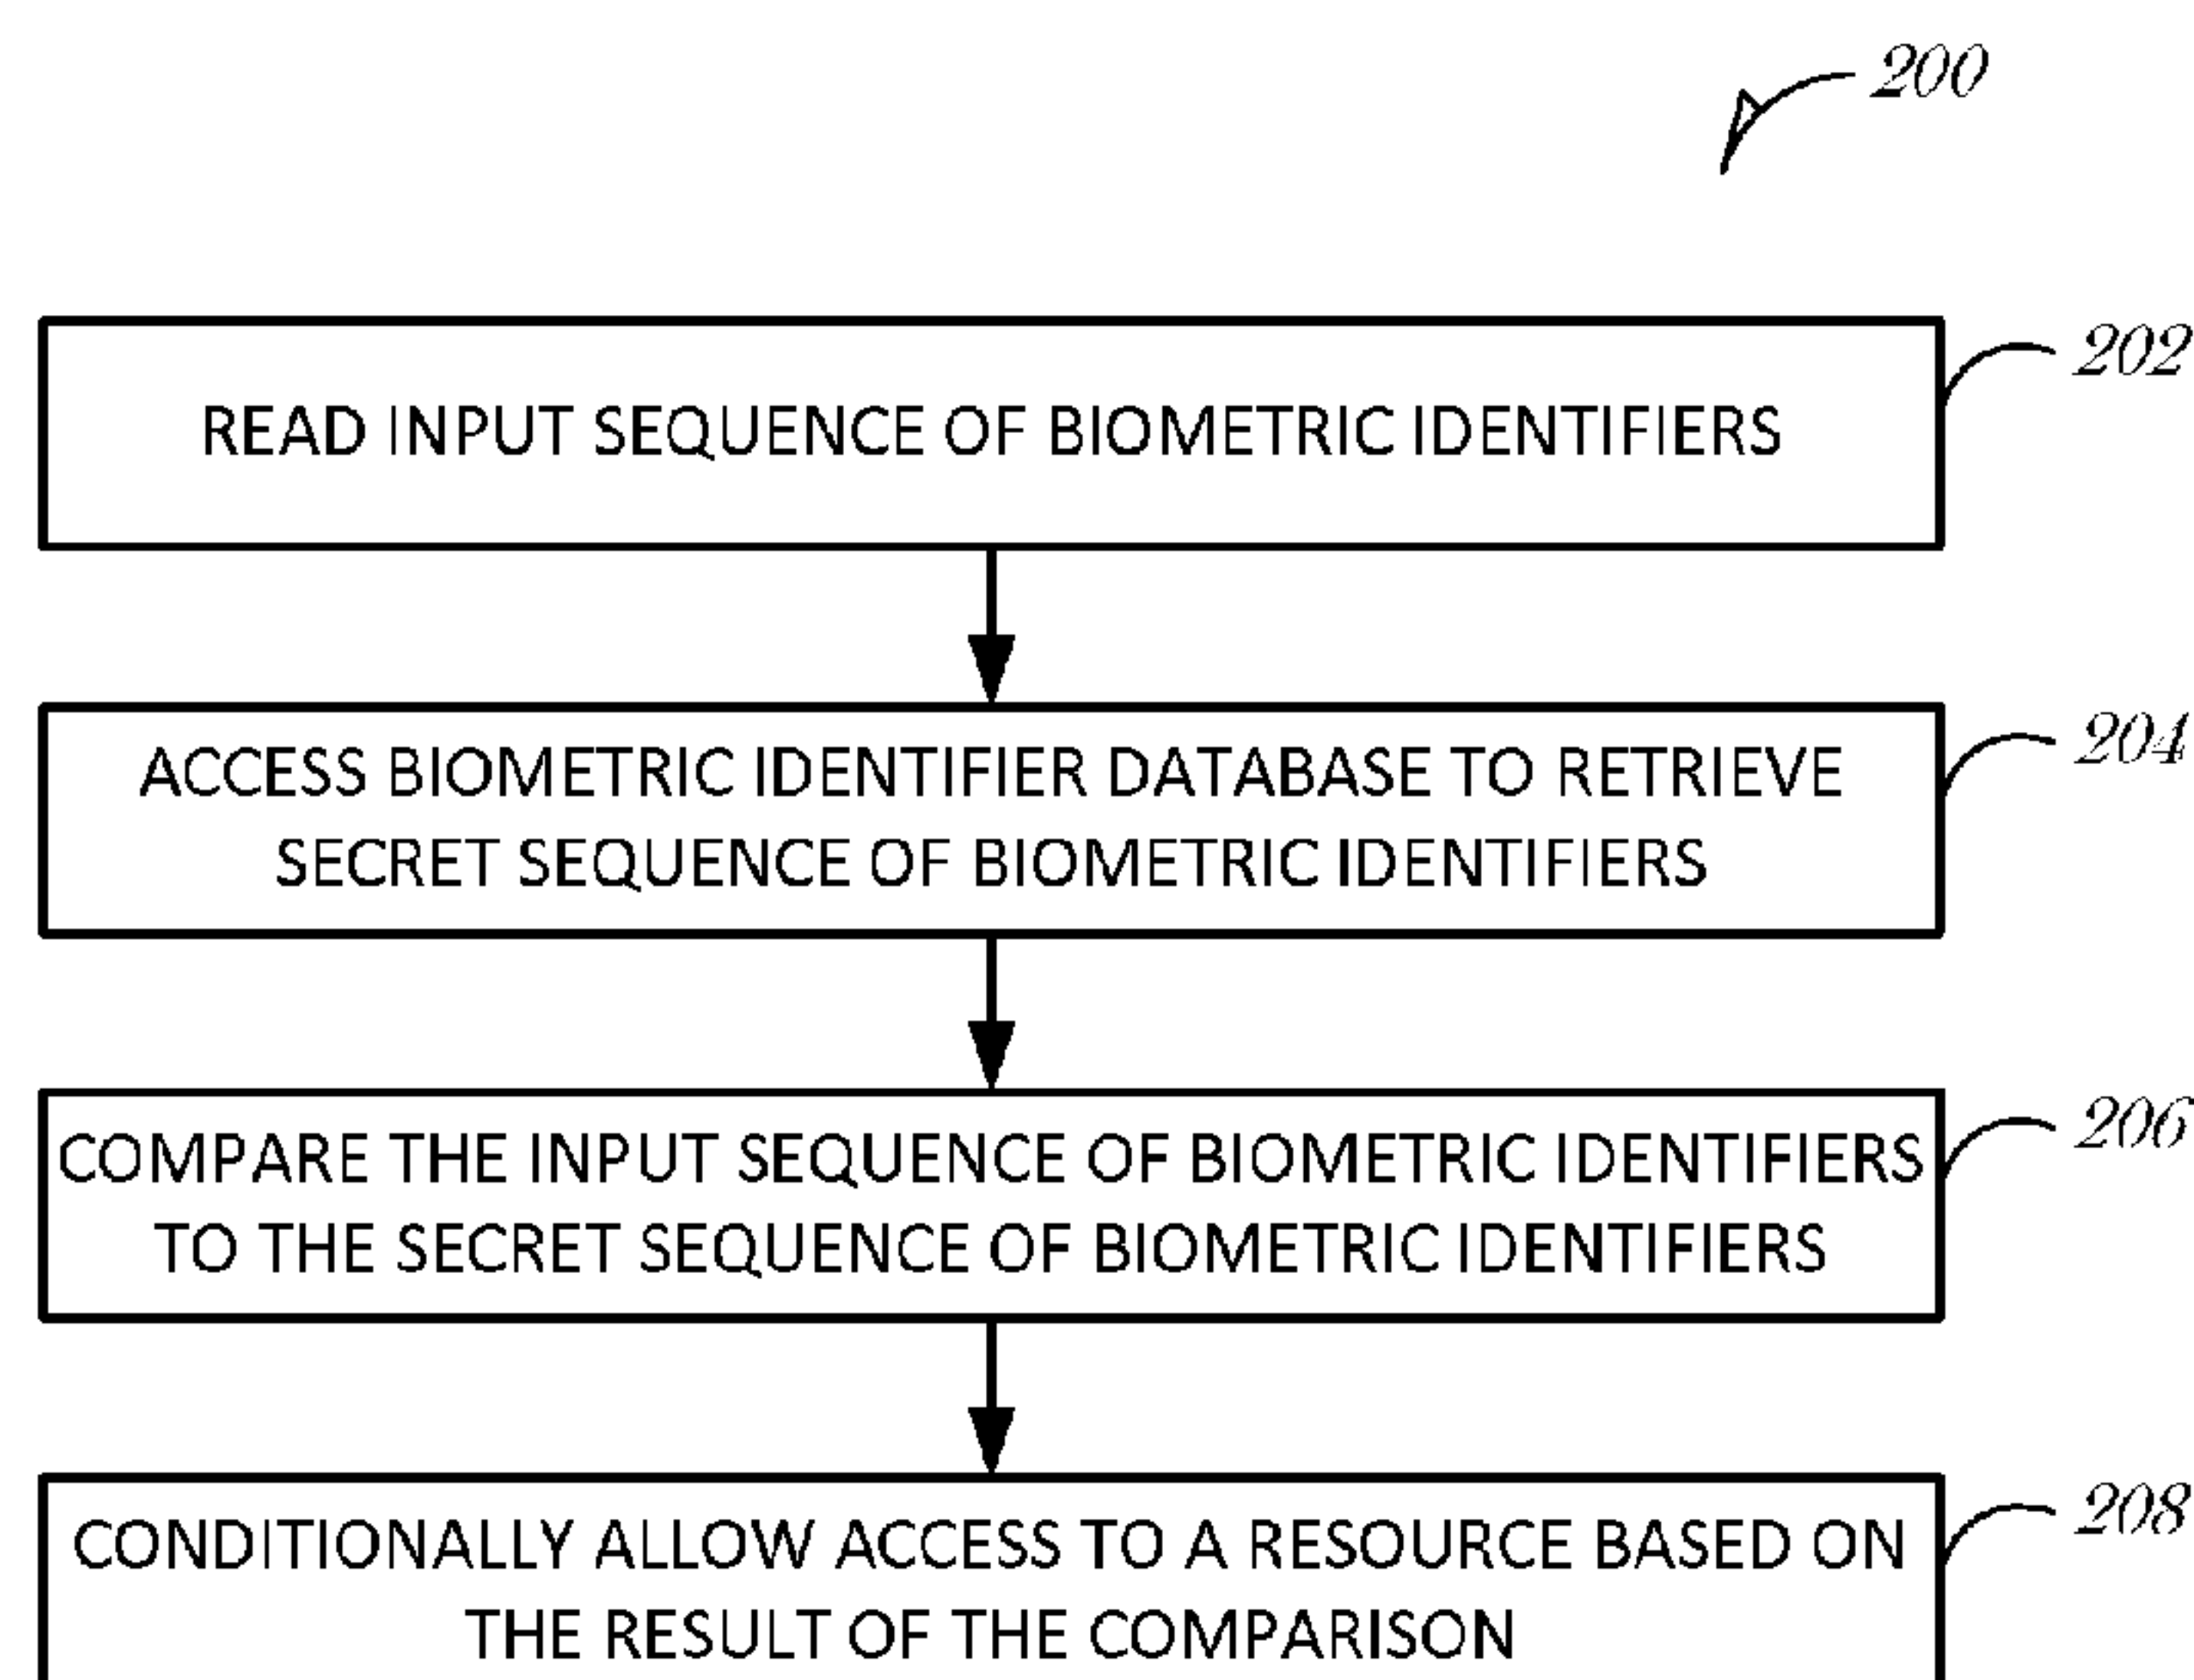 200
READ INPUT SEQUENCE OF BIOMETRIC IDENTIFIERS
202
ACCESS BIOMETRIC IDENTIFIER DATABASE TO RETRIEVE
SECRET SEQUENCE OF BIOMETRIC IDENTIFIERS
204
COMPARE THE INPUT SEQUENCE OF BIOMETRIC IDENTIFIERS
TO THE SECRET SEQUENCE OF BIOMETRIC IDENTIFIERS
206
CONDITIONALLY ALLOW ACCESS TO A RESOURCE BASED ON
THE RESULT OF THE COMPARISON
208